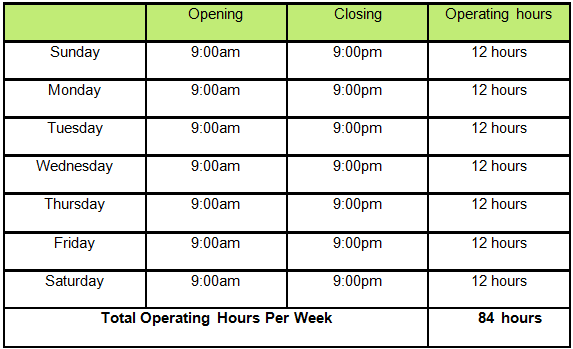 Opening Closing Operating hours
Sunday 9:00am 9:00pm 12 hours
Monday 9:00am 9:00pm 12 hours
Tuesday 9:00am 9:00pm 12 hours
Wednesday 9:00am 9:00pm 12 hours
Thursday 9:00am 9:00pm 12 hours
Friday 9:00am 9:00pm 12 hours
Saturday 9:00am 9:00pm 12 hours
Total Operating Hours Per Week 84 hours